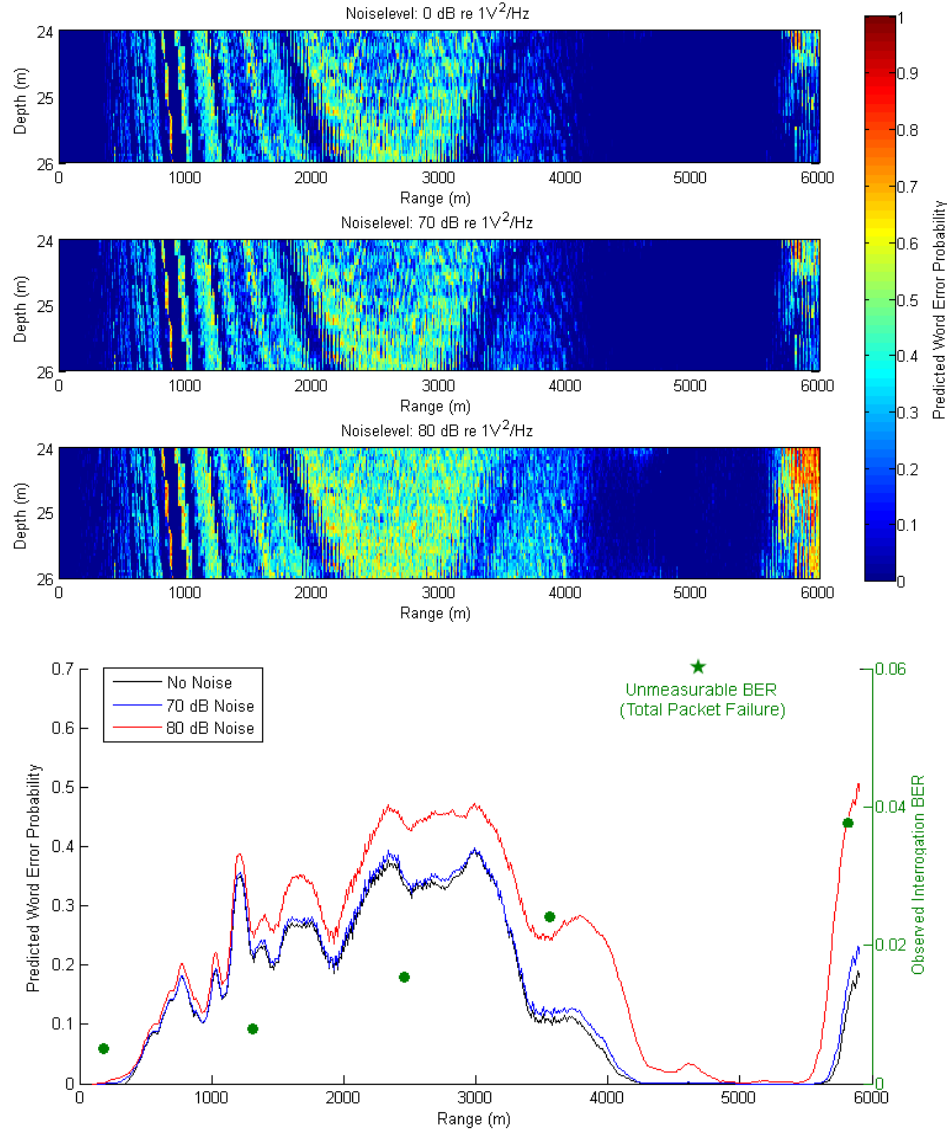 Noiselevel: 0 dB re 1V²/Hz
24
25
26
Depth (m)
0 1000 2000 3000 4000 5000 6000
Range (m)
Noiselevel: 70 dB re 1V²/Hz
24
25
26
Depth (m)
0 1000 2000 3000 4000 5000 6000
Range (m)
Noiselevel: 80 dB re 1V²/Hz
24
25
26
Depth (m)
0 1000 2000 3000 4000 5000 6000
Range (m)
1
0.9
0.8
0.7
0.6
0.5
0.4
0.3
0.2
0.1
0
Predicted Word Error Probability
0.7
0.6
0.5
0.4
0.3
0.2
0.1
0
Predicted Word Error Probability
No Noise
70 dB Noise
80 dB Noise
Unmeasurable BER
(Total Packet Failure)
0.06
0.04
0.02
0
Observed Interrogation BER
0 1000 2000 3000 4000 5000 6000
Range (m)